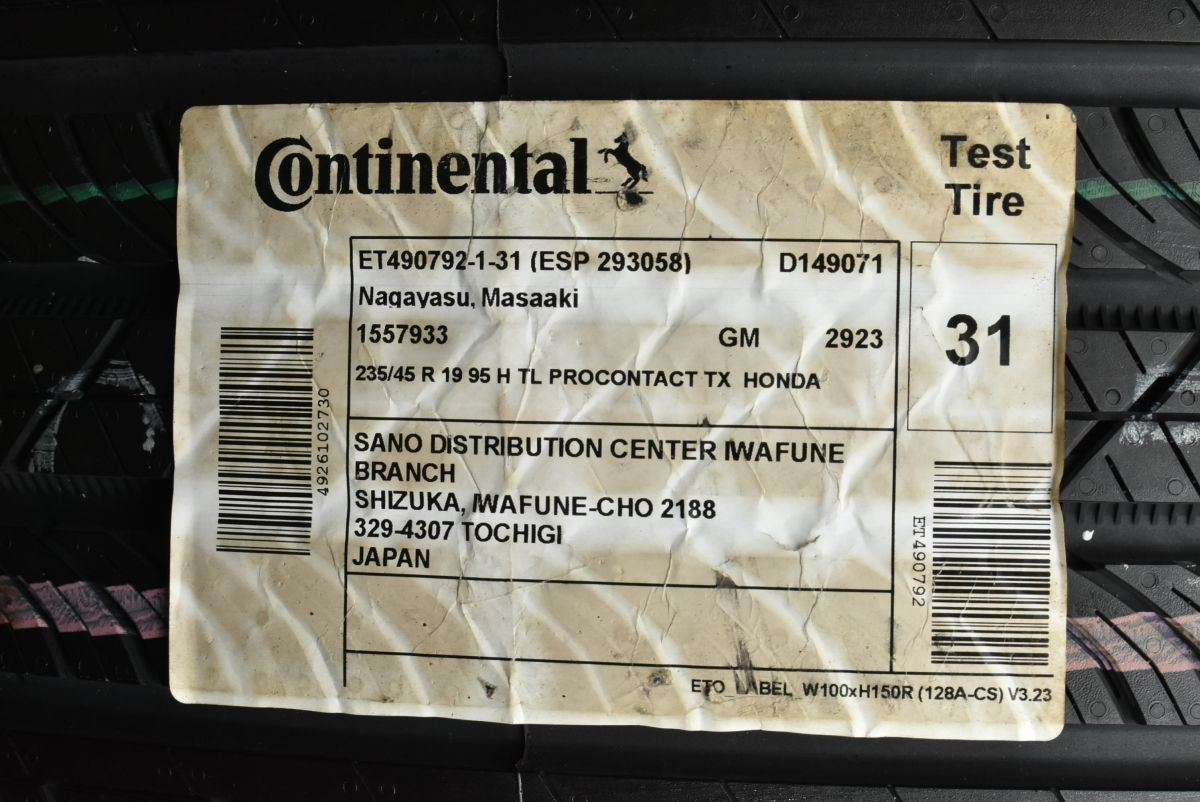 Continental
Test
Tire
ET490792-1-31 (ESP 293058) D149071
Nagayasu, Masaaki
1557933 GM 2923
31
235/45 R 19 95 H TL PROCONTACT TX HONDA
4926102730
SANO DISTRIBUTION CENTER IWAFUNE
BRANCH
SHIZUKA, IWAFUNE-CHO 2188
329-4307 TOCHIGI
JAPAN
ET490792
ETO_LABEL_W100xH150R (128A-CS) V3.23